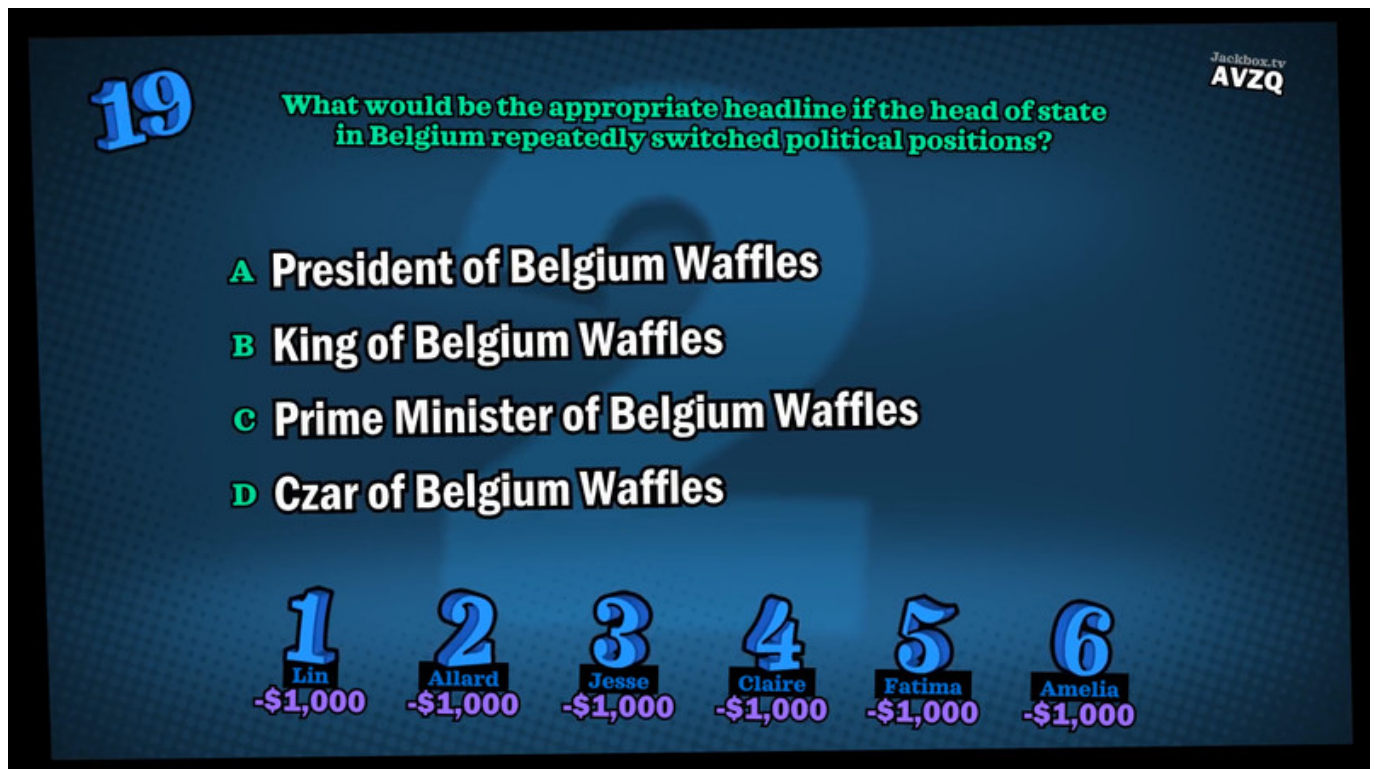 19
Jackbox.tv
AVZQ
What would be the appropriate headline if the head of state
in Belgium repeatedly switched political positions?
A President of Belgium Waffles
B King of Belgium Waffles
C Prime Minister of Belgium Waffles
D Czar of Belgium Waffles
1 2 3 4 5 6
Lin Allard Jesse Claire Fatima Amelia
-$1,000 -$1,000 -$1,000 -$1,000 -$1,000 -$1,000